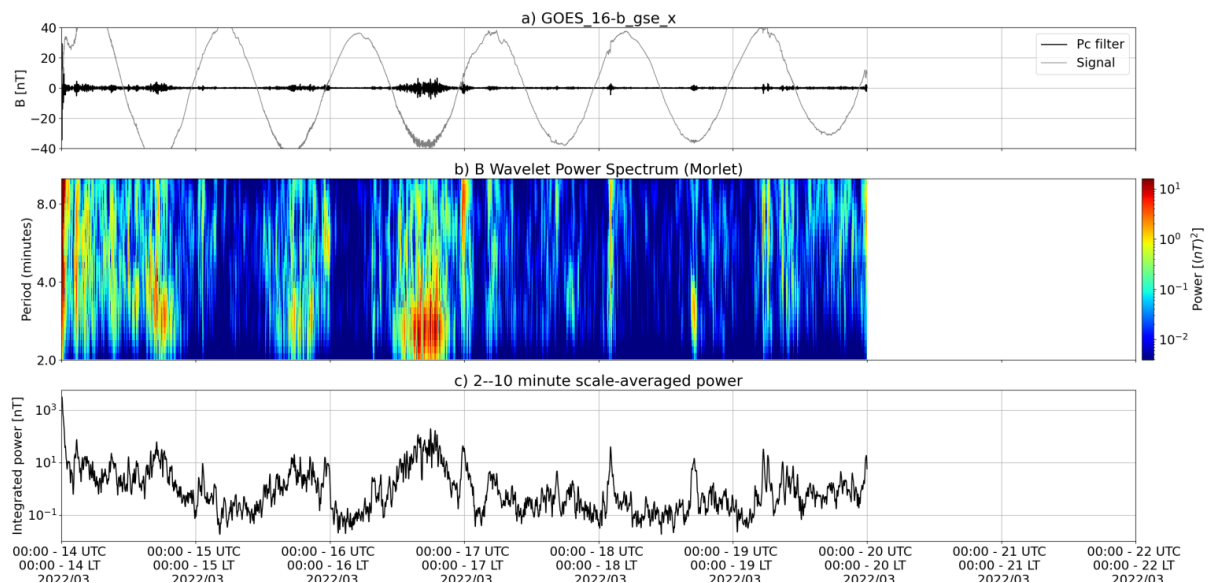 a) GOES_16-b_gse_x
B [nT]
40
20
0
−20
−40
Pc filter
Signal
b) B Wavelet Power Spectrum (Morlet)
Period (minutes)
8.0
4.0
2.0
10¹
10⁰
10⁻¹
10⁻²
Power [(nT)²]
c) 2--10 minute scale-averaged power
Integrated power [nT]
10³
10¹
10⁻¹
00:00 - 14 UTC 00:00 - 15 UTC 00:00 - 16 UTC 00:00 - 17 UTC 00:00 - 18 UTC 00:00 - 19 UTC 00:00 - 20 UTC 00:00 - 21 UTC 00:00 - 22 UTC
00:00 - 14 LT 00:00 - 15 LT 00:00 - 16 LT 00:00 - 17 LT 00:00 - 18 LT 00:00 - 19 LT 00:00 - 20 LT 00:00 - 21 LT 00:00 - 22 LT
2022/03 2022/03 2022/03 2022/03 2022/03 2022/03 2022/03 2022/03 2022/03